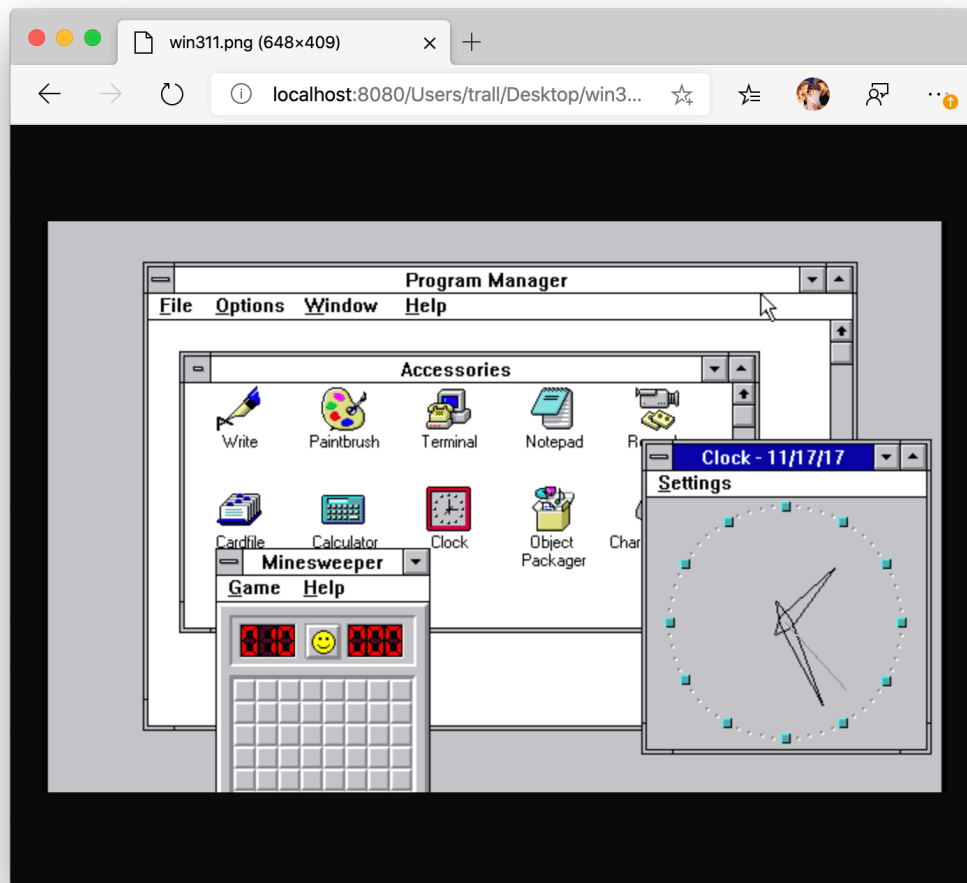 win311.png (648×409)
localhost:8080/Users/trall/Desktop/win3...
Program Manager
File Options Window Help
Accessories
Write Paintbrush Terminal Notepad
Clock - 11/17/17
Settings
Cardfile Calculator Clock Object Packager
Minesweeper
Game Help